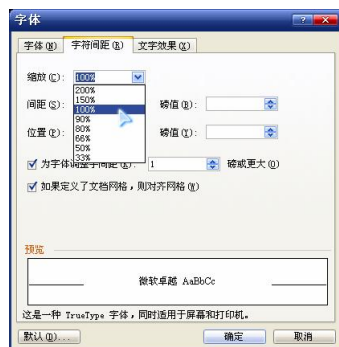 字体
字体(N) 字符间距(R) 文字效果(X)
缩放(C): 100%
200%
150%
100%
90%
80%
66%
50%
33%
间距(S): 磅值(B):
位置(P): 磅值(Y):
为字体调整字间距(K): 1 磅或更大(O)
如果定义了文档网格,则对齐网格(W)
预览
微软卓越 AaBbCc
这是一种 TrueType 字体,同时适用于屏幕和打印机。
默认(D)... 确定 取消